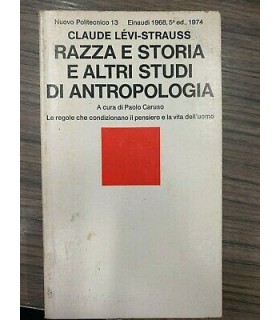 Nuovo Politecnico 13 Einaudi 1968, 5ª ed., 1974
CLAUDE LÉVI-STRAUSS
RAZZA E STORIA
E ALTRI STUDI
DI ANTROPOLOGIA
A cura di Paolo Caruso
Le regole che condizionano il pensiero e la vita dell'uomo